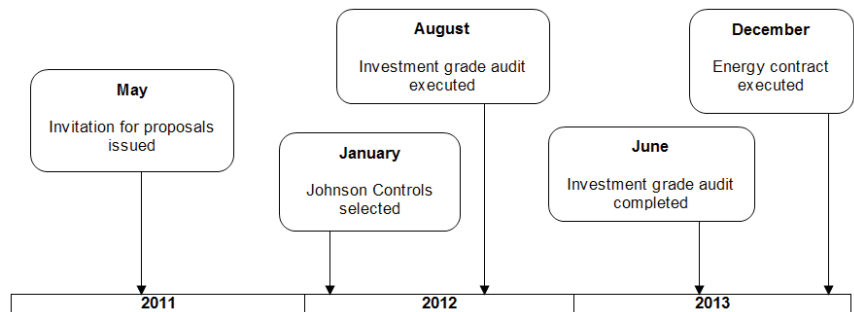 May
Invitation for proposals
issued
January
Johnson Controls
selected
August
Investment grade audit
executed
June
Investment grade audit
completed
December
Energy contract
executed
2011
2012
2013